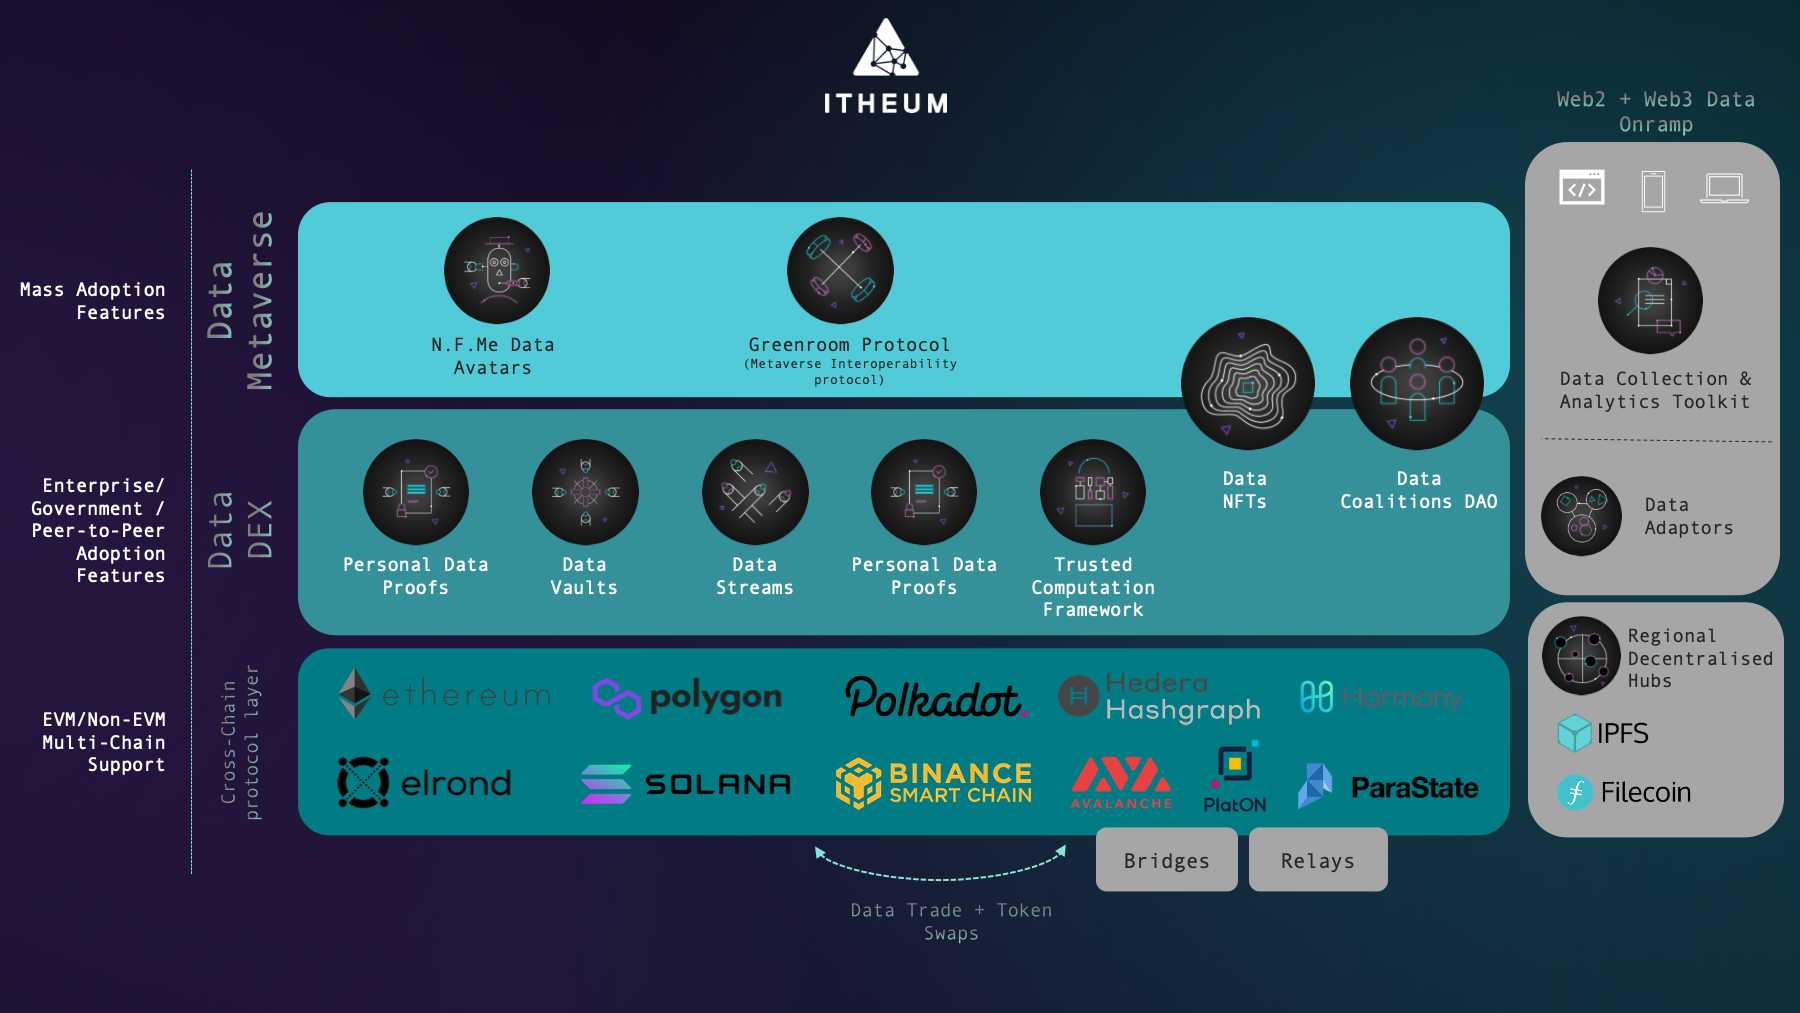 ITHEUM
Web2 + Web3 Data
Onramp
Mass Adoption
Features
Data
Metaverse
N.F.Me Data
Avatars
Greenroom Protocol
(Metaverse Interoperability
protocol)
</>
Data Collection &
Analytics Toolkit
Data
Adaptors
Enterprise/
Government /
Peer-to-Peer
Adoption
Features
Data
DEX
Personal Data
Proofs
Data
Vaults
Data
Streams
Personal Data
Proofs
Trusted
Computation
Framework
Data
NFTs
Data
Coalitions DAO
Regional
Decentralised
Hubs
IPFS
Filecoin
EVM/Non-EVM
Multi-Chain
Support
Cross-Chain
protocol layer
ethereum
polygon
Polkadot.
Hedera
Hashgraph
Harmony
elrond
SOLANA
BINANCE
SMART CHAIN
AVALANCHE
PlatON
ParaState
Bridges
Relays
Data Trade + Token
Swaps